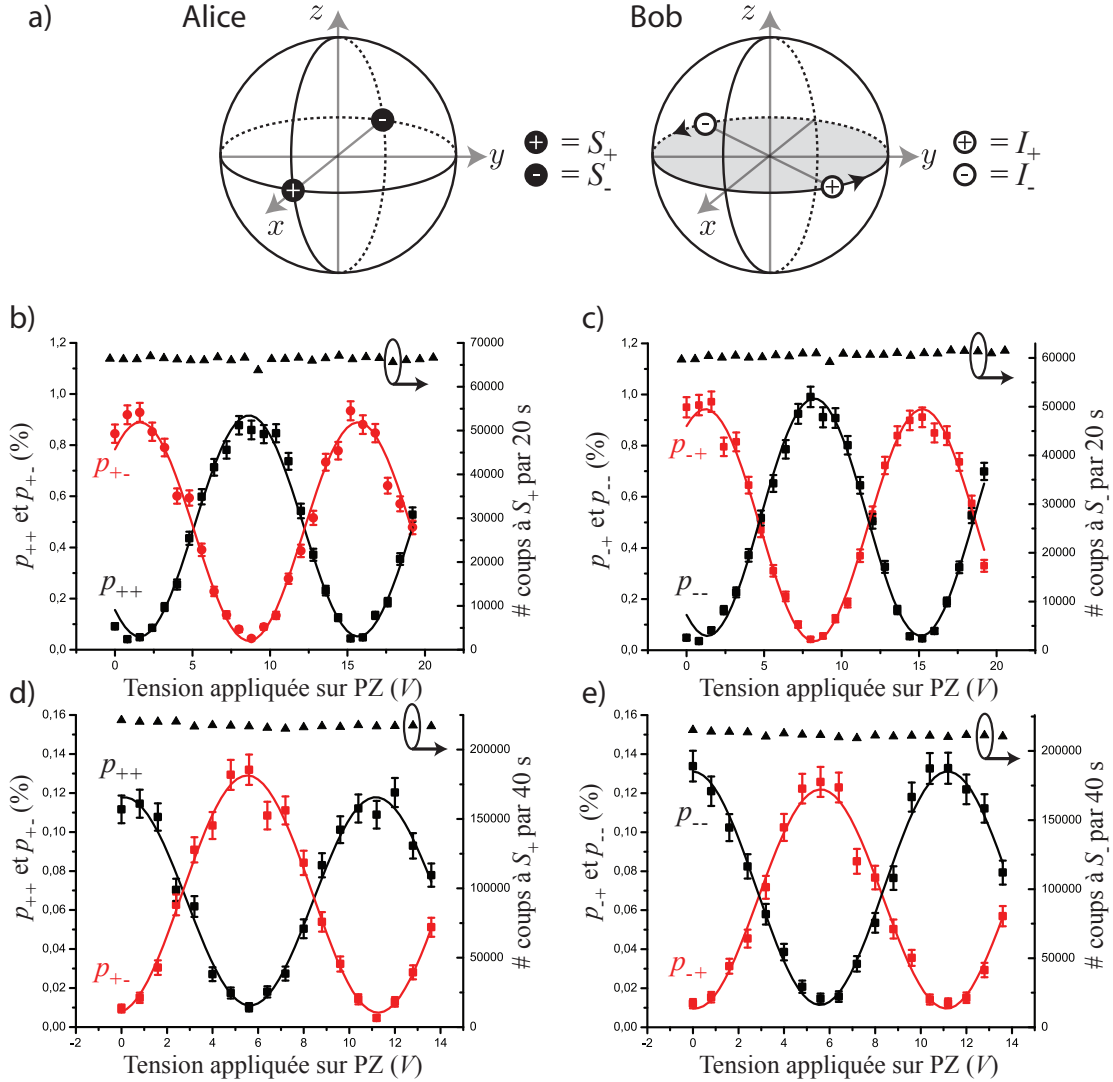 a) Alice Bob
z z
- -
+ = S+ + = I+
y y
- = S- - = I-
+ +
x x
b) c)
1,2 70000 1,2
1,0 60000 1,0 60000
0,8 50000 0,8 50000
0,6 40000 0,6 40000
0,4 30000 0,4 30000
0,2 20000 0,2 20000
0,0 10000 0,0 10000
0 0
p++ et p+- (%)
p+-
p++
# coups à S+ par 20 s
p-+ et p-- (%)
p-+
p--
# coups à S- par 20 s
0 5 10 15 20 0 5 10 15 20
Tension appliquée sur PZ (V) Tension appliquée sur PZ (V)
d) e)
0,16 0,16
0,14 200000 0,14 200000
0,12 0,12
0,10 150000 0,10 150000
0,08 100000 0,08 100000
0,06 0,06
0,04 50000 0,04 50000
0,02 0,02
0,00 0 0,00 0
p++ et p+- (%)
p++
p+-
# coups à S+ par 40 s
p-+ et p-- (%)
p--
p-+
# coups à S- par 40 s
-2 0 2 4 6 8 10 12 14 -2 0 2 4 6 8 10 12 14
Tension appliquée sur PZ (V) Tension appliquée sur PZ (V)